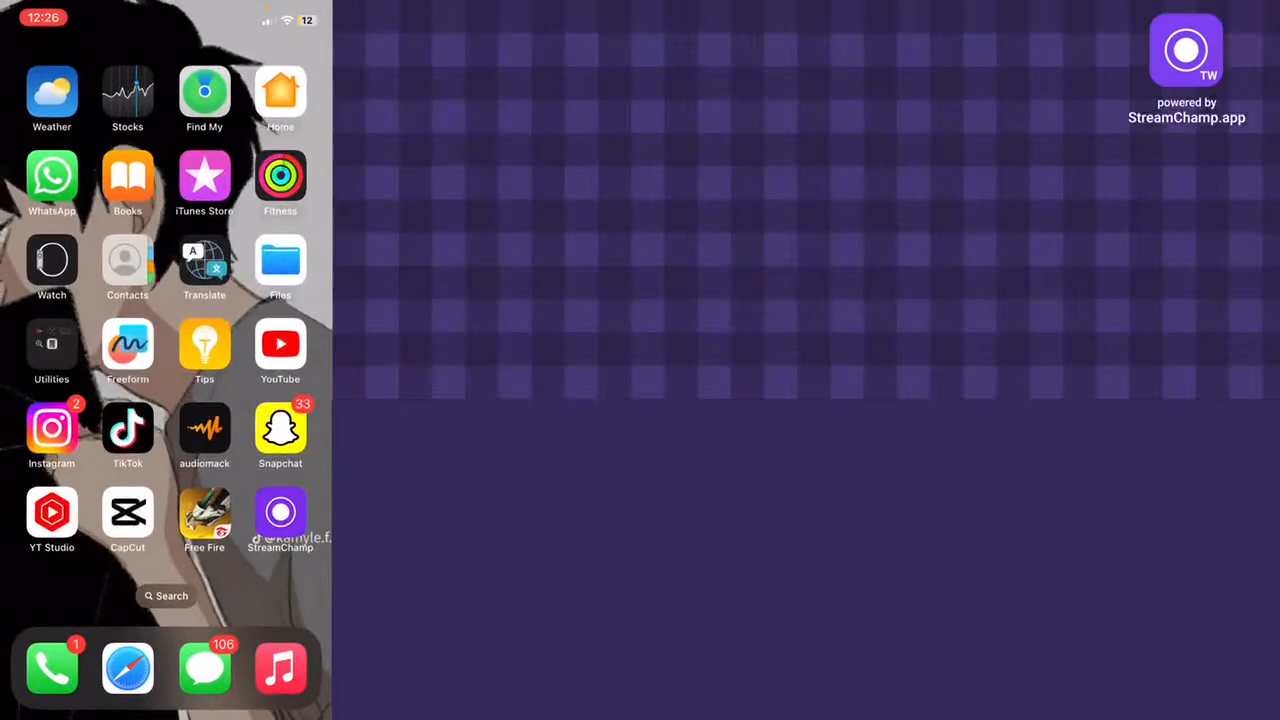 12:26
12
TW
powered by
StreamChamp.app
Weather
Stocks
Find My
Home
WhatsApp
Books
iTunes Store
Fitness
A
文
Watch
Contacts
Translate
Files
Utilities
Freeform
Tips
YouTube
2
33
Instagram
TikTok
audiomack
Snapchat
YT Studio
CapCut
Free Fire
StreamChamp
@kamyle.f.
Search
1
106